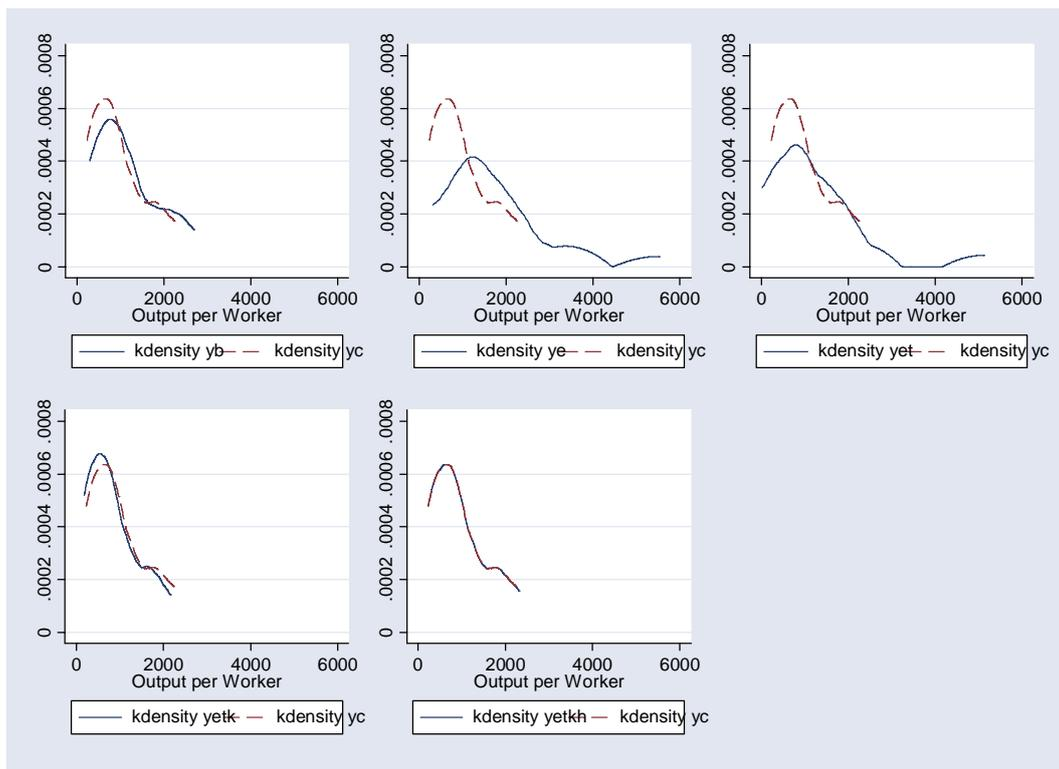 .0008
.0006
.0004
.0002
0
0 2000 4000 6000
Output per Worker
kdensity yb kdensity yc
.0008
.0006
.0004
.0002
0
0 2000 4000 6000
Output per Worker
kdensity ye kdensity yc
.0008
.0006
.0004
.0002
0
0 2000 4000 6000
Output per Worker
kdensity yet kdensity yc
.0008
.0006
.0004
.0002
0
0 2000 4000 6000
Output per Worker
kdensity yetk kdensity yc
.0008
.0006
.0004
.0002
0
0 2000 4000 6000
Output per Worker
kdensity yetkh kdensity yc